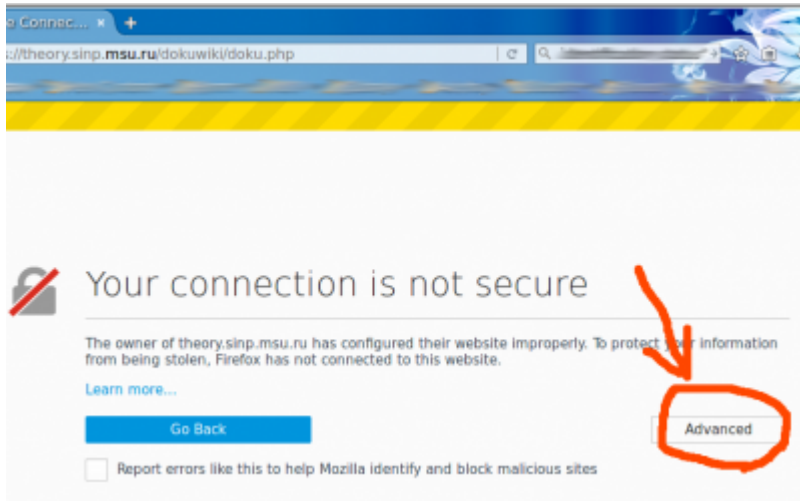 e Connec... × +
s://theory.sinp.msu.ru/dokuwiki/doku.php
Your connection is not secure
The owner of theory.sinp.msu.ru has configured their website improperly. To protect your information
from being stolen, Firefox has not connected to this website.
Learn more...
Go Back
Advanced
Report errors like this to help Mozilla identify and block malicious sites